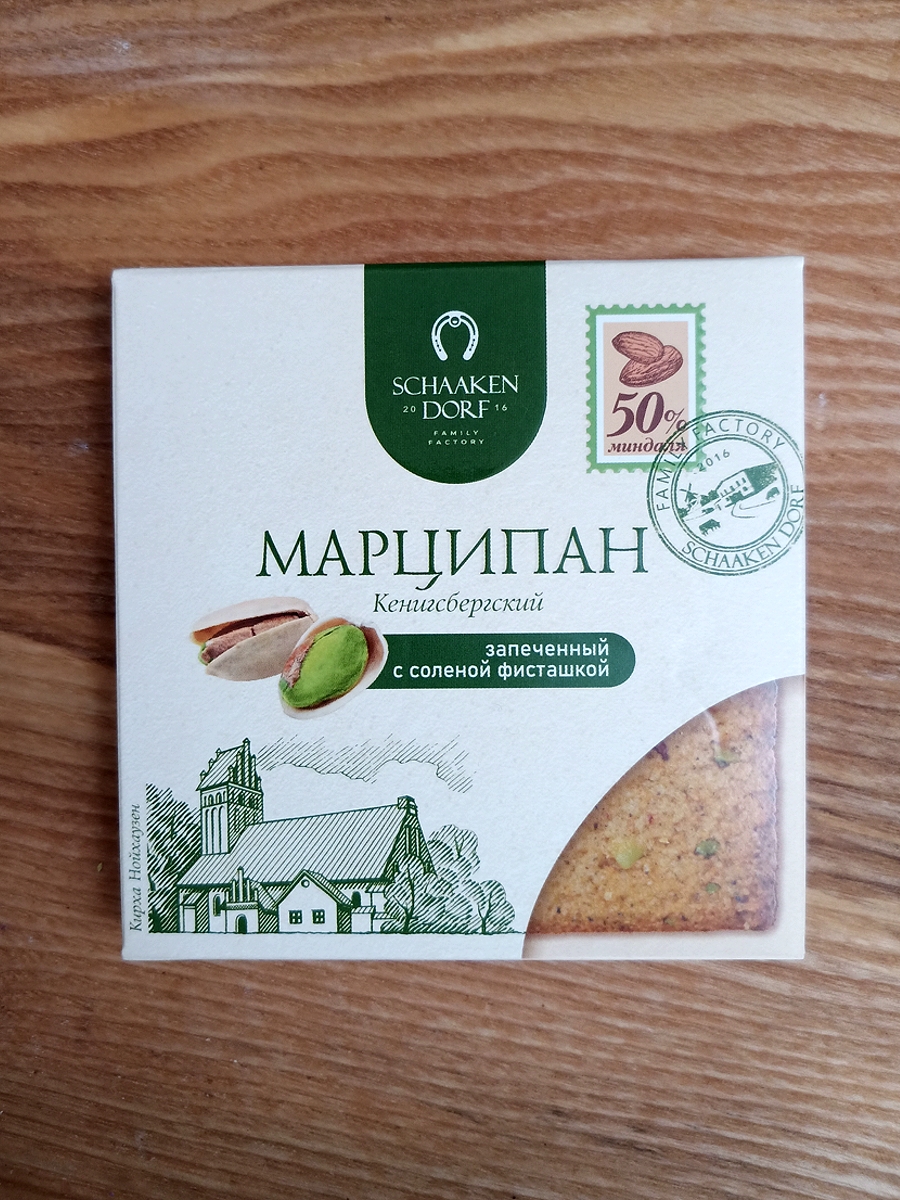 SCHAAKEN
20 DORF 16
FAMILY
FACTORY
50%
миндаля
FAMILY FACTORY
2016
SCHAAKEN DORF
МАРЦИПАН
Кенигсбергский
запеченный
с соленой фисташкой
Кирха Нойхаузен